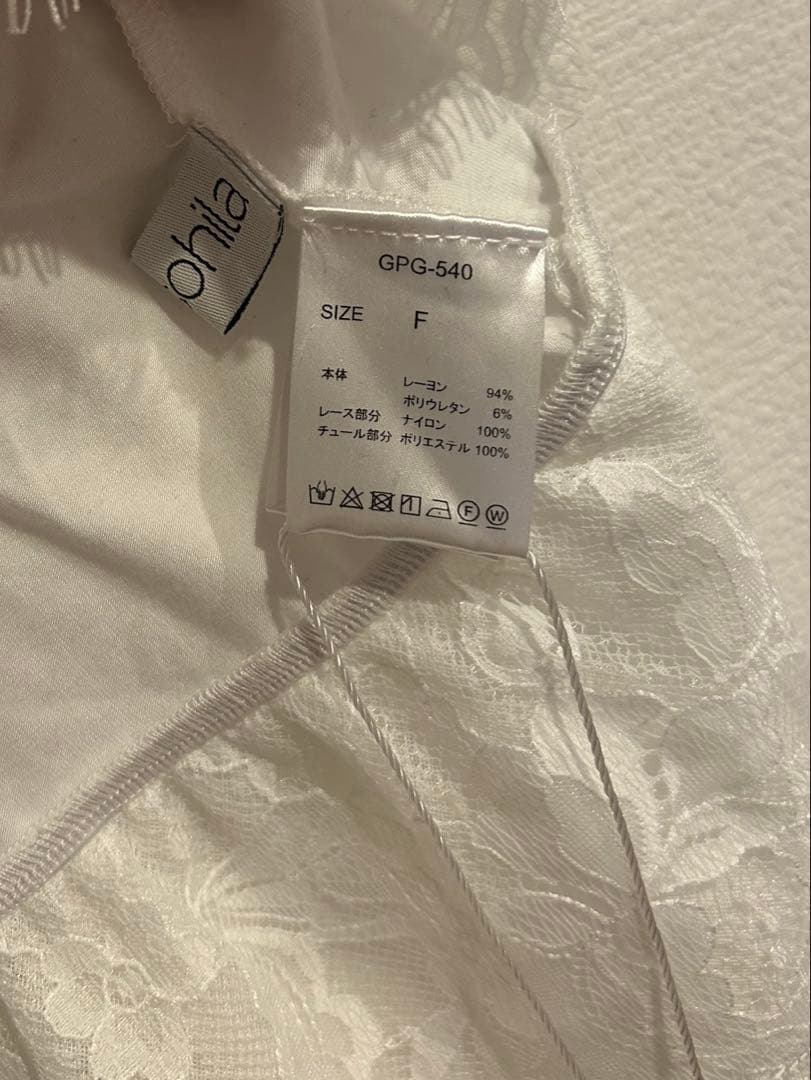 ohila
GPG-540
SIZE F
本体 レーヨン 94%
ポリウレタン 6%
レース部分 ナイロン 100%
チュール部分 ポリエステル 100%
F W